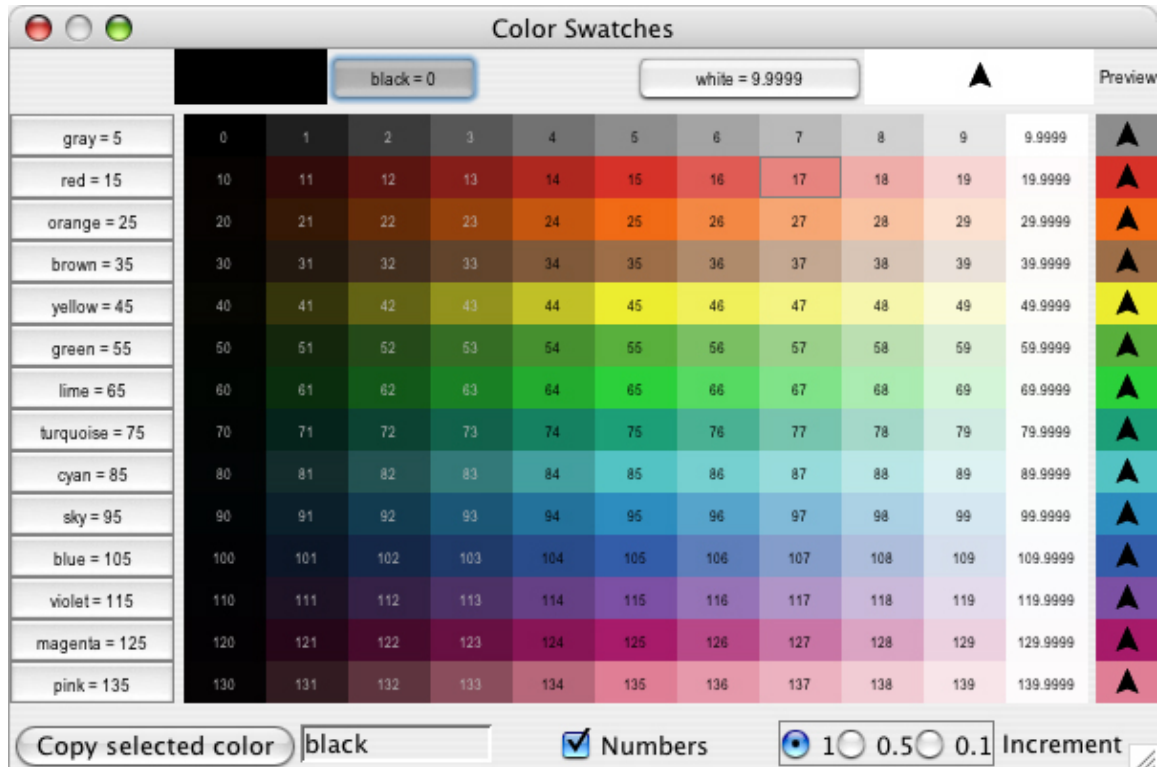 Color Swatches
black = 0 white = 9.9999 Preview
gray = 5 0 1 2 3 4 5 6 7 8 9 9.9999
red = 15 10 11 12 13 14 15 16 17 18 19 19.9999
orange = 25 20 21 22 23 24 25 26 27 28 29 29.9999
brown = 35 30 31 32 33 34 35 36 37 38 39 39.9999
yellow = 45 40 41 42 43 44 45 46 47 48 49 49.9999
green = 55 50 51 52 53 54 55 56 57 58 59 59.9999
lime = 65 60 61 62 63 64 65 66 67 68 69 69.9999
turquoise = 75 70 71 72 73 74 75 76 77 78 79 79.9999
cyan = 85 80 81 82 83 84 85 86 87 88 89 89.9999
sky = 95 90 91 92 93 94 95 96 97 98 99 99.9999
blue = 105 100 101 102 103 104 105 106 107 108 109 109.9999
violet = 115 110 111 112 113 114 115 116 117 118 119 119.9999
magenta = 125 120 121 122 123 124 125 126 127 128 129 129.9999
pink = 135 130 131 132 133 134 135 136 137 138 139 139.9999
Copy selected color black Numbers 1 0.5 0.1 Increment